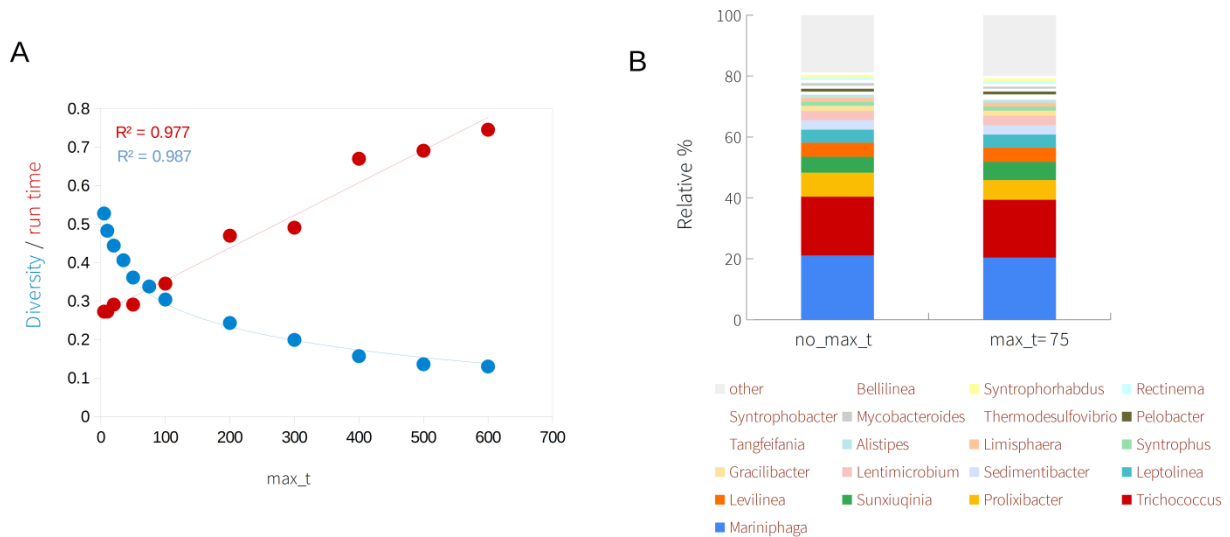 A
Diversity / run time
0.8
0.7
0.6
0.5
0.4
0.3
0.2
0.1
0
R² = 0.977
R² = 0.987
0 100 200 300 400 500 600 700
max_t
B
Relative %
100
80
60
40
20
0
no_max_t max_t= 75
other Bellilinea Syntrophorhabdus Rectinema
Syntrophobacter Mycobacteroides Thermodesulfovibrio Pelobacter
Tangfeifania Alistipes Limisphaera Syntrophus
Gracilibacter Lentimicrobium Sedimentibacter Leptolinea
Levilinea Sunxiuqinia Prolixibacter Trichococcus
Mariniphaga